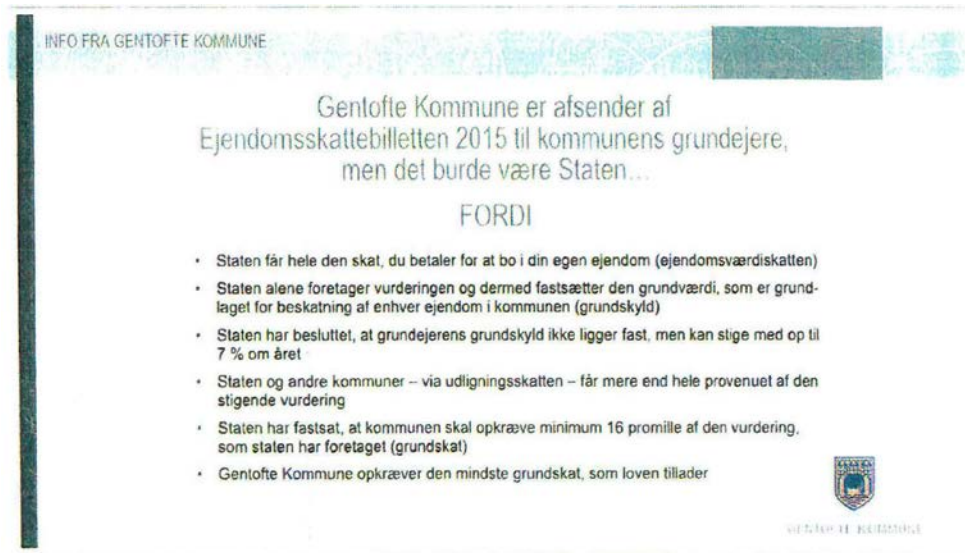 INFO FRA GENTOFTE KOMMUNE
Gentofte Kommune er afsender af
Ejendomsskattebilletten 2015 til kommunens grundejere,
men det burde være Staten...
FORDI
• Staten får hele den skat, du betaler for at bo i din egen ejendom (ejendomsværdiskatten)
• Staten alene foretager vurderingen og dermed fastsætter den grundværdi, som er grund-
laget for beskatning af enhver ejendom i kommunen (grundskyld)
• Staten har besluttet, at grundejerens grundskyld ikke ligger fast, men kan stige med op til
7 % om året
• Staten og andre kommuner – via udligningsskatten – får mere end hele provenuet af den
stigende vurdering
• Staten har fastsat, at kommunen skal opkræve minimum 16 promille af den vurdering,
som staten har foretaget (grundskat)
• Gentofte Kommune opkræver den mindste grundskat, som loven tillader
GENTOFTE KOMMUNE